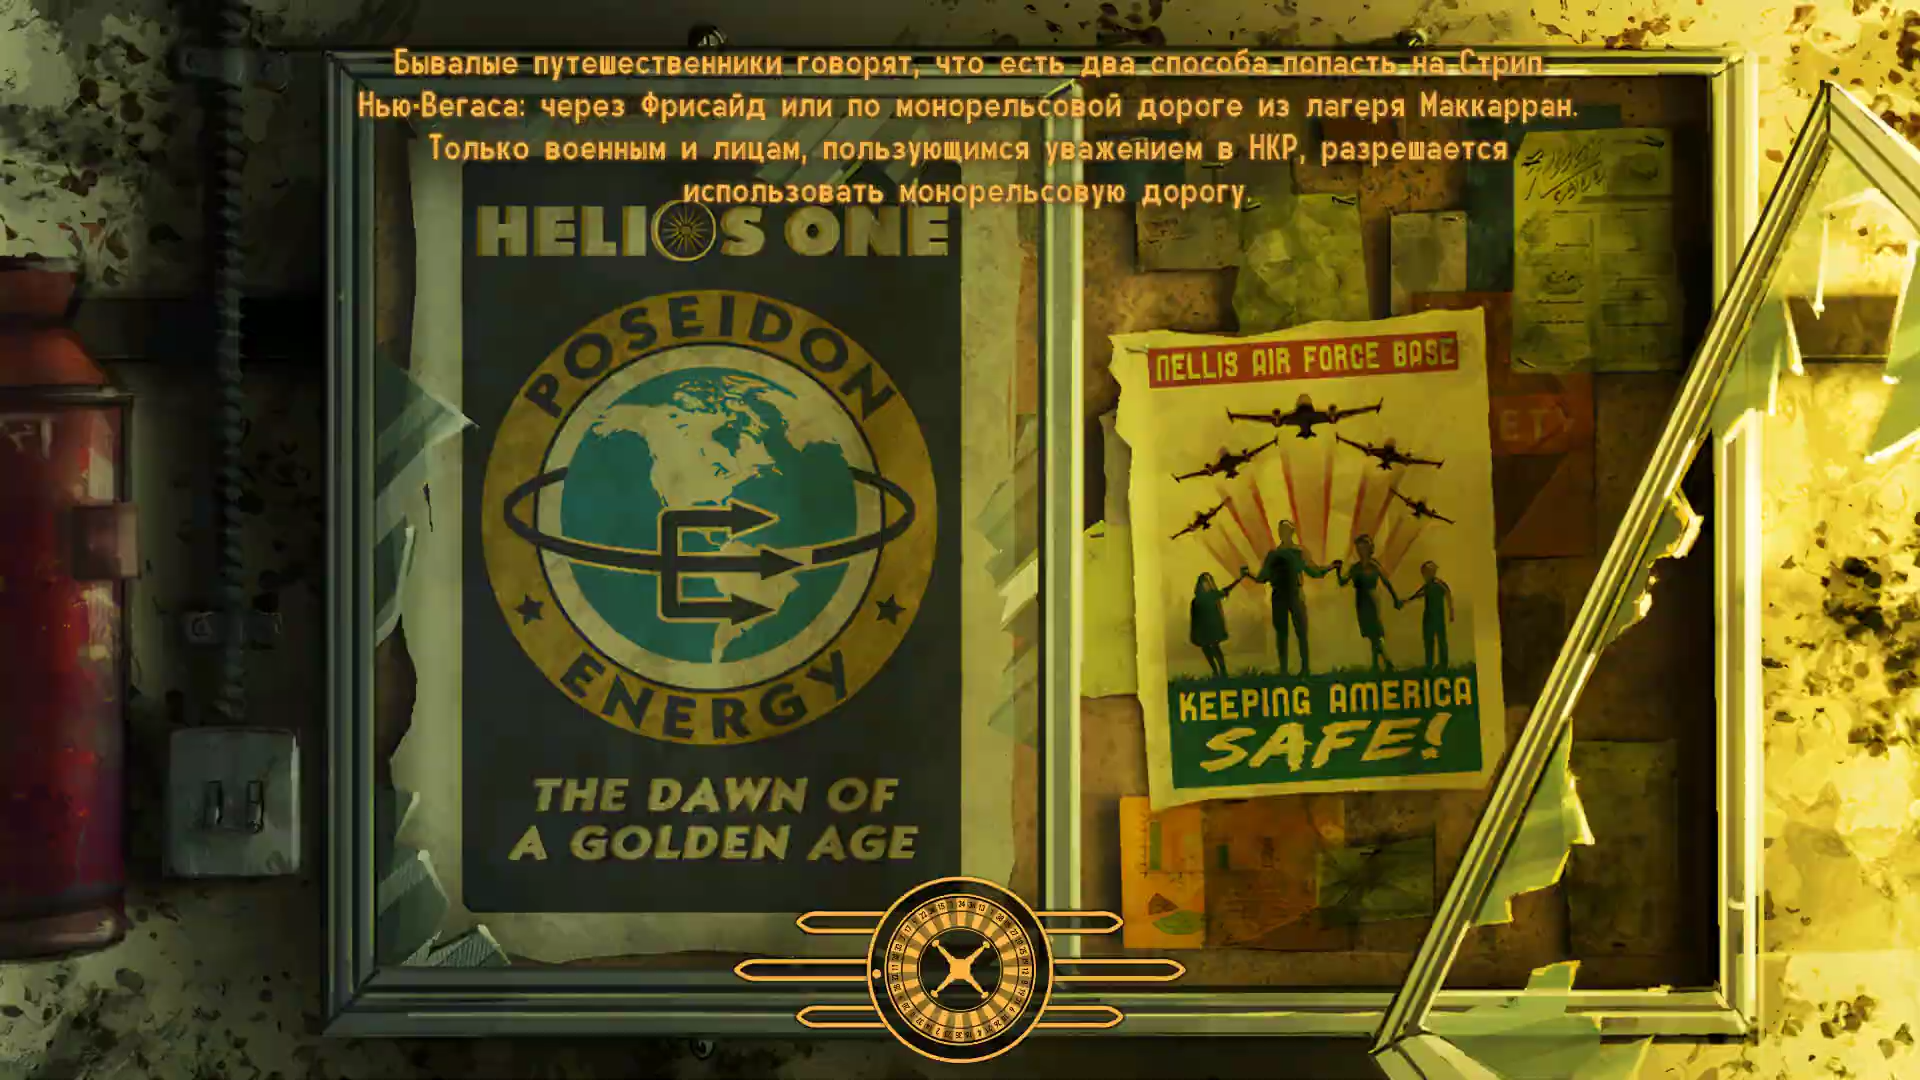 Бывалые путешественники говорят, что есть два способа попасть на Стрип
Нью-Вегаса: через Фрисайд или по монорельсовой дороге из лагеря Маккарран.
Только военным и лицам, пользующимся уважением в НКР, разрешается
использовать монорельсовую дорогу.
HELIOS ONE
POSEIDON
ENERGY
THE DAWN OF
A GOLDEN AGE
NELLIS AIR FORCE BASE
KEEPING AMERICA
SAFE!